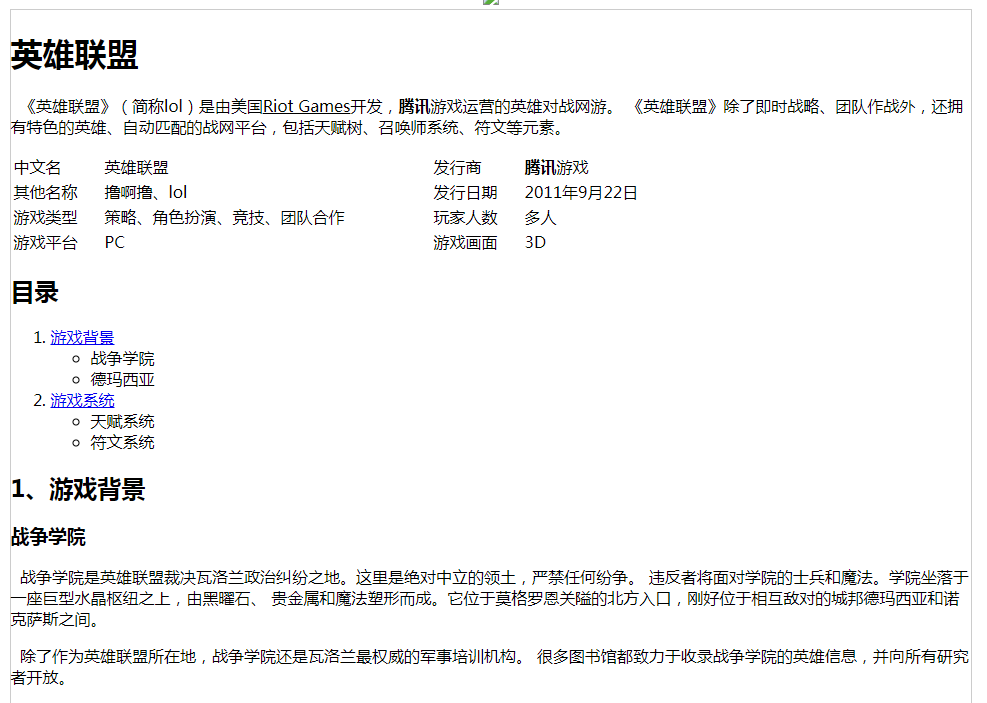 英雄联盟
《英雄联盟》（简称lol）是由美国Riot Games开发，腾讯游戏运营的英雄对战网游。 《英雄联盟》除了即时战略、团队作战外，还拥
有特色的英雄、自动匹配的战网平台，包括天赋树、召唤师系统、符文等元素。
中文名 英雄联盟 发行商 腾讯游戏
其他名称 撸啊撸、lol 发行日期 2011年9月22日
游戏类型 策略、角色扮演、竞技、团队合作 玩家人数 多人
游戏平台 PC 游戏画面 3D
目录
1. 游戏背景
战争学院
德玛西亚
2. 游戏系统
天赋系统
符文系统
1、游戏背景
战争学院
战争学院是英雄联盟裁决瓦洛兰政治纠纷之地。这里是绝对中立的领土，严禁任何纷争。 违反者将面对学院的士兵和魔法。学院坐落于
一座巨型水晶枢纽之上，由黑曜石、 贵金属和魔法塑形而成。它位于莫格罗恩关隘的北方入口，刚好位于相互敌对的城邦德玛西亚和诺
克萨斯之间。
除了作为英雄联盟所在地，战争学院还是瓦洛兰最权威的军事培训机构。 很多图书馆都致力于收录战争学院的英雄信息，并向所有研究
者开放。